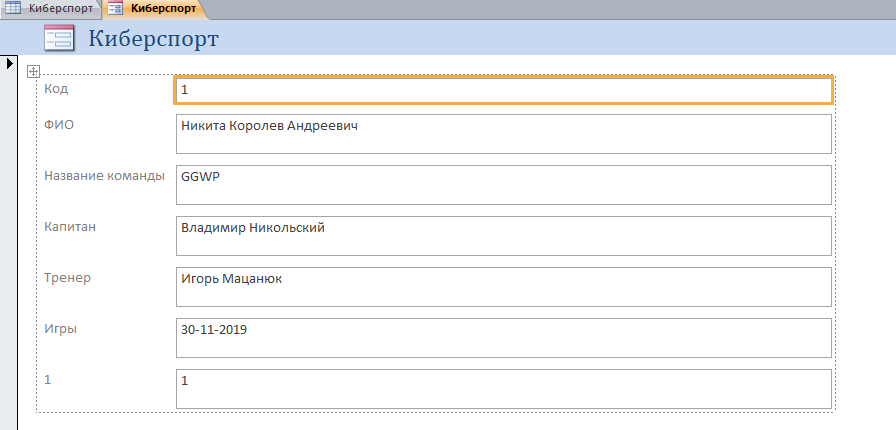 Киберспорт Киберспорт
Киберспорт
Код 1
ФИО Никита Королев Андреевич
Название команды GGWP
Капитан Владимир Никольский
Тренер Игорь Мацанюк
Игры 30-11-2019
1 1